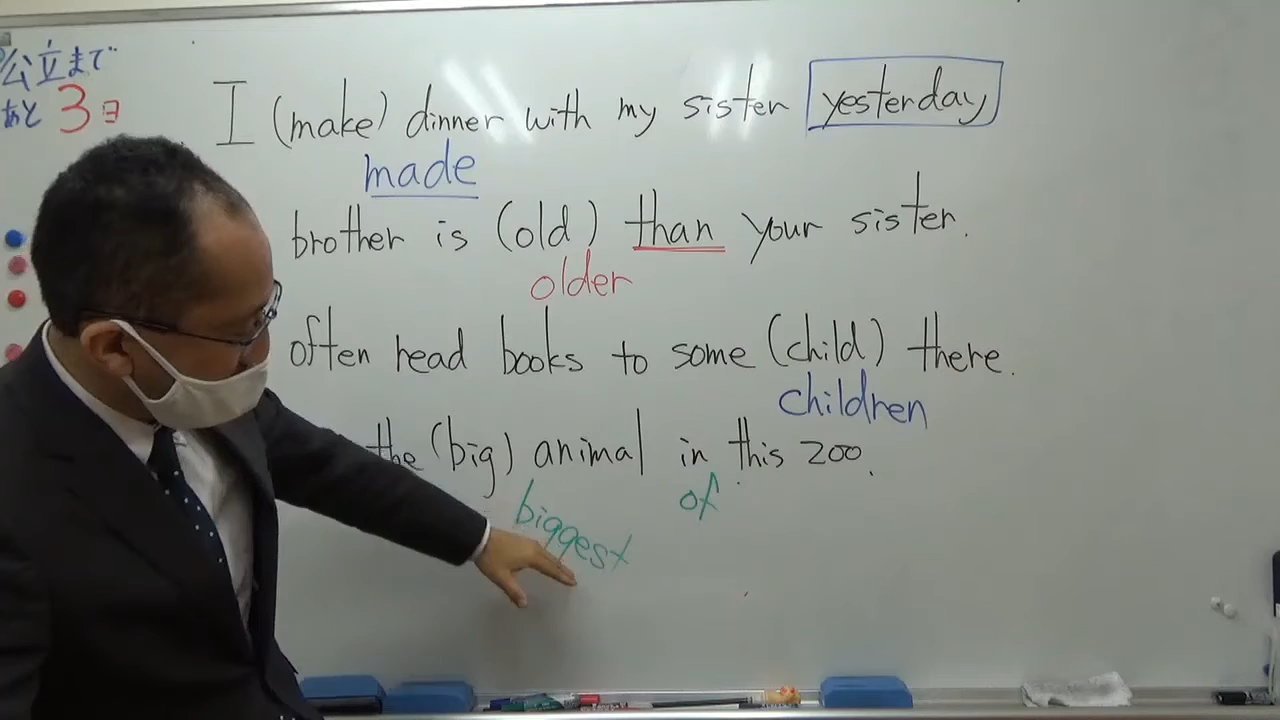 公立まで
あと3日
I (make) dinner with my sister yesterday
made
brother is (old) than your sister.
older
often read books to some (child) there.
children
the (big) animal in this zoo.
biggest of